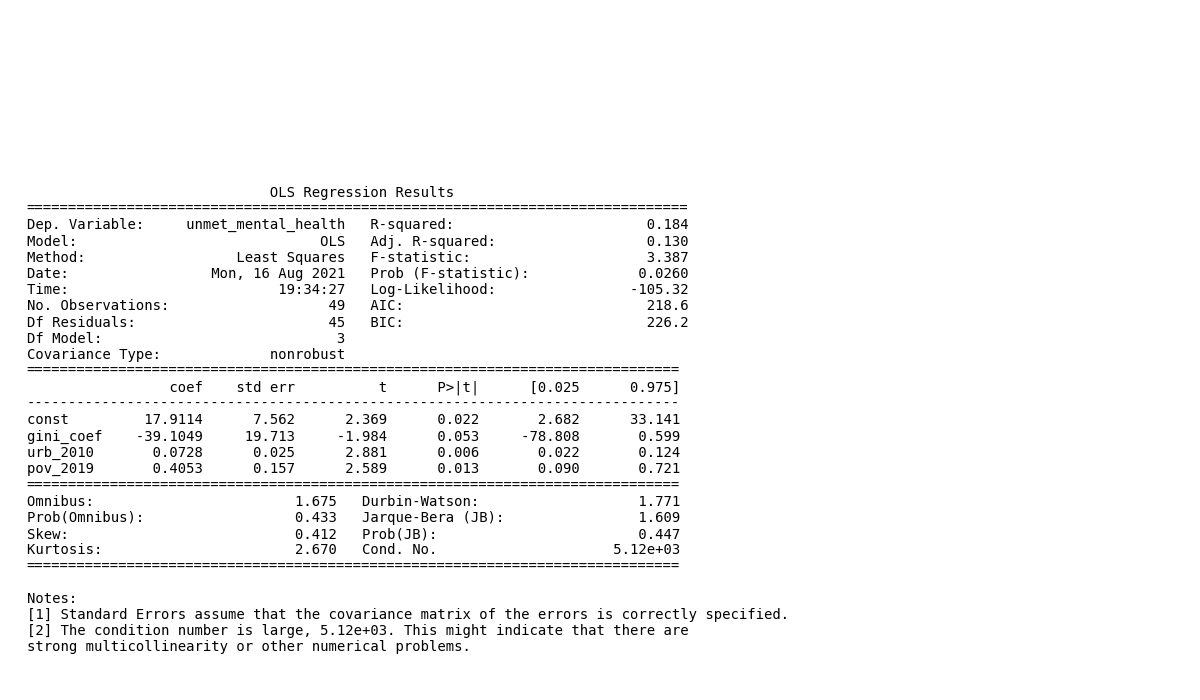 OLS Regression Results
===============================================================================
Dep. Variable:     unmet_mental_health   R-squared:                       0.184
Model:                             OLS   Adj. R-squared:                  0.130
Method:                  Least Squares   F-statistic:                     3.387
Date:                 Mon, 16 Aug 2021   Prob (F-statistic):             0.0260
Time:                         19:34:27   Log-Likelihood:                -105.32
No. Observations:                   49   AIC:                             218.6
Df Residuals:                       45   BIC:                             226.2
Df Model:                            3
Covariance Type:             nonrobust
==============================================================================
                 coef    std err          t      P>|t|      [0.025      0.975]
------------------------------------------------------------------------------
const         17.9114      7.562      2.369      0.022       2.682      33.141
gini_coef    -39.1049     19.713     -1.984      0.053     -78.808       0.599
urb_2010       0.0728      0.025      2.881      0.006       0.022       0.124
pov_2019       0.4053      0.157      2.589      0.013       0.090       0.721
==============================================================================
Omnibus:                        1.675   Durbin-Watson:                   1.771
Prob(Omnibus):                  0.433   Jarque-Bera (JB):                1.609
Skew:                           0.412   Prob(JB):                        0.447
Kurtosis:                       2.670   Cond. No.                     5.12e+03
==============================================================================

Notes:
[1] Standard Errors assume that the covariance matrix of the errors is correctly specified.
[2] The condition number is large, 5.12e+03. This might indicate that there are
strong multicollinearity or other numerical problems.